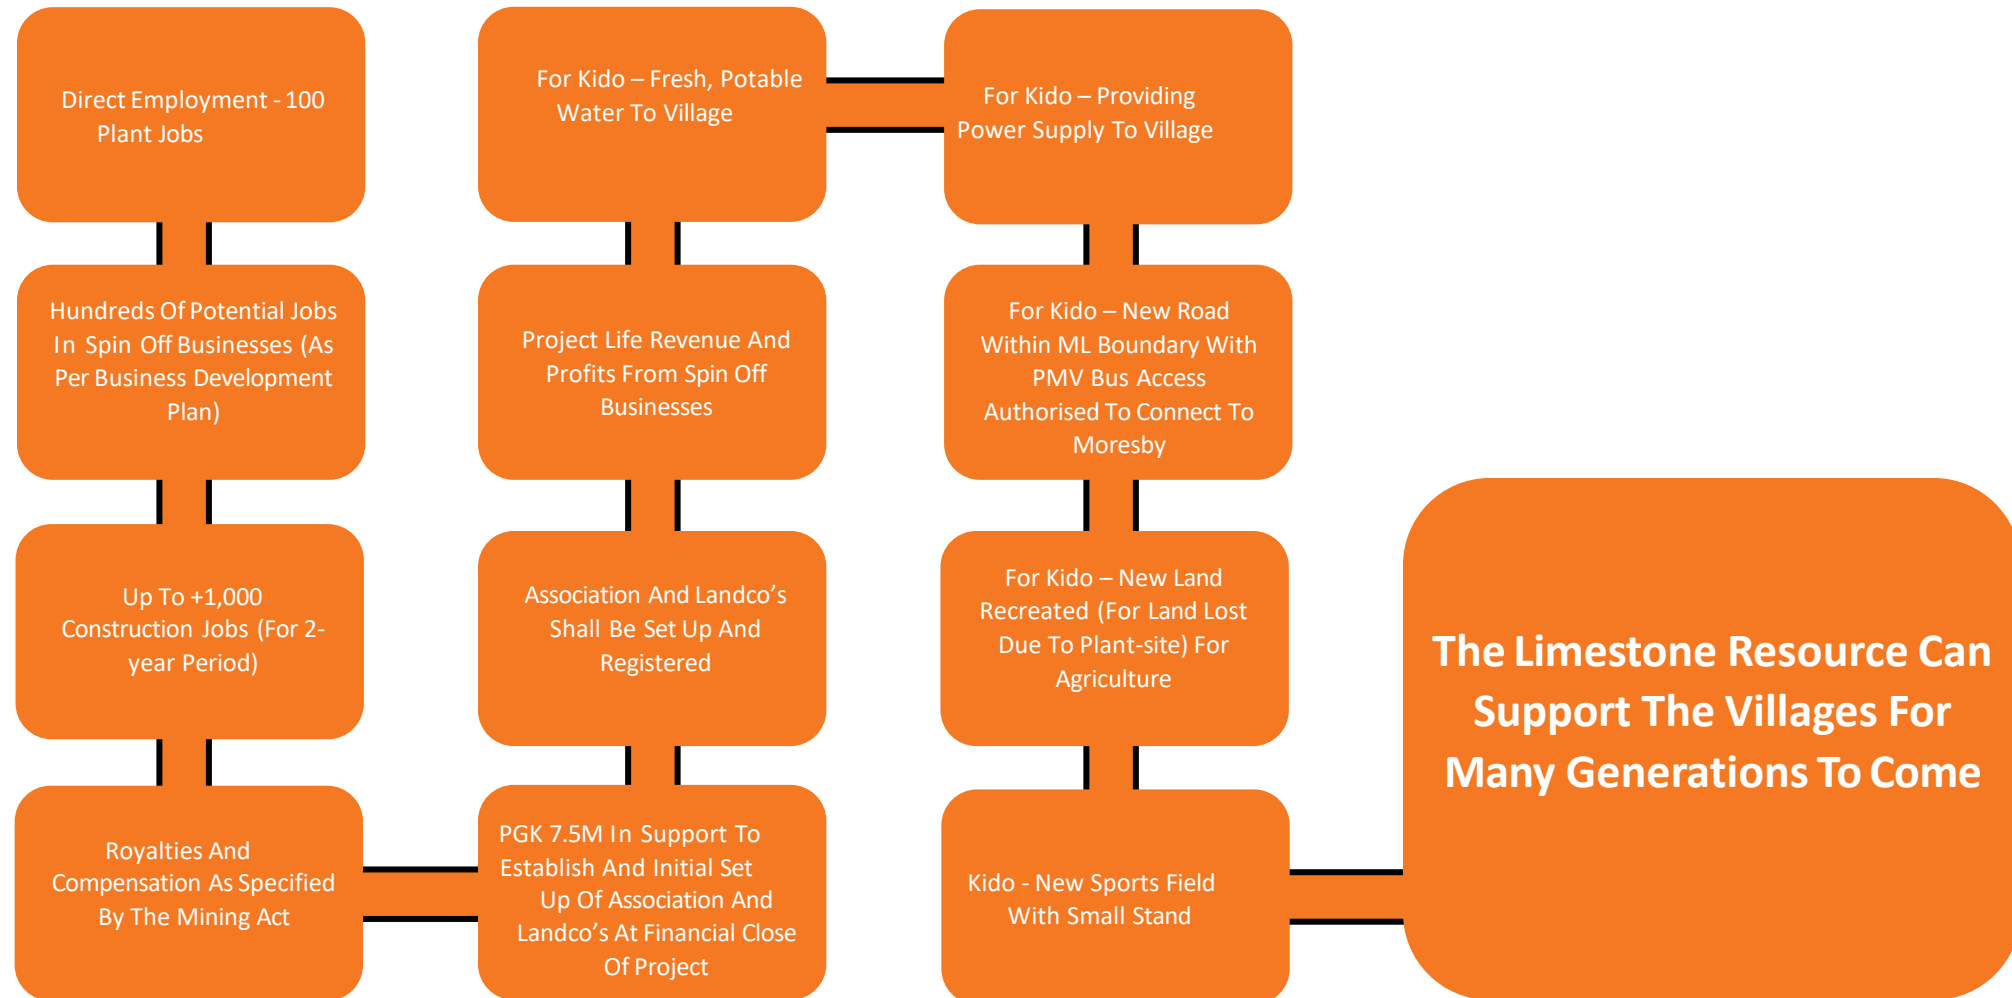 Direct Employment - 100
Plant Jobs
Hundreds Of Potential Jobs
In Spin Off Businesses (As
Per Business Development
Plan)
Up To +1,000
Construction Jobs (For 2-
year Period)
Royalties And
Compensation As Specified
By The Mining Act
PGK 7.5M In Support To
Establish And Initial Set
Up Of Association And
Landco’s At Financial Close
Of Project
Association And Landco’s
Shall Be Set Up And
Registered
Project Life Revenue And
Profits From Spin Off
Businesses
For Kido – Fresh, Potable
Water To Village
For Kido – Providing
Power Supply To Village
For Kido – New Road
Within ML Boundary With
PMV Bus Access
Authorised To Connect To
Moresby
For Kido – New Land
Recreated (For Land Lost
Due To Plant-site) For
Agriculture
Kido - New Sports Field
With Small Stand
The Limestone Resource Can
Support The Villages For
Many Generations To Come